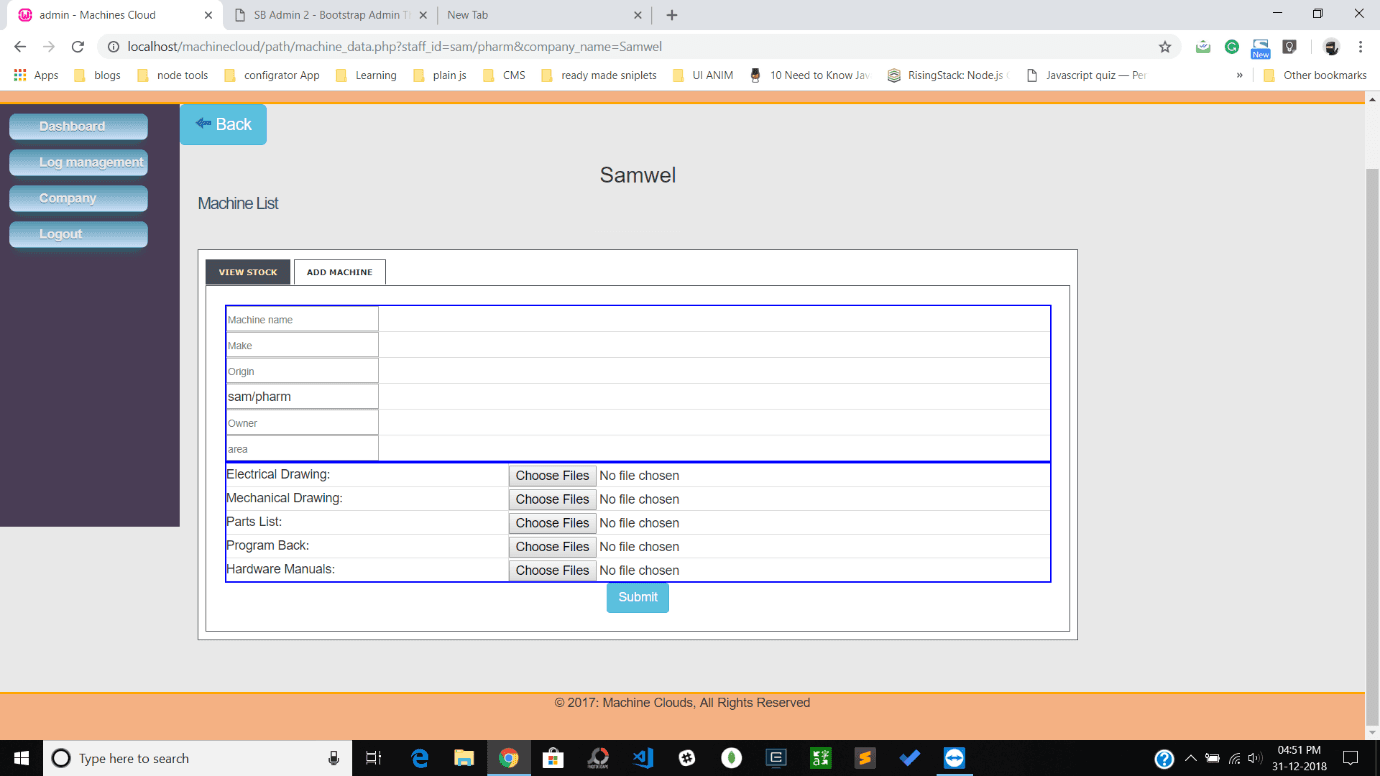 admin - Machines Cloud
SB Admin 2 - Bootstrap Admin T
New Tab
localhost/machinecloud/path/machine_data.php?staff_id=sam/pharm&company_name=Samwel
New
Apps
blogs
node tools
configrator App
Learning
plain js
CMS
ready made sniplets
UI ANIM
10 Need to Know Jav
RisingStack: Node.js
Javascript quiz — Per
»
Other bookmarks
Dashboard
Log management
Company
Logout
Back
Samwel
Machine List
VIEW STOCK
ADD MACHINE
Machine name
Make
Origin
sam/pharm
Owner
area
Electrical Drawing: Choose Files No file chosen
Mechanical Drawing: Choose Files No file chosen
Parts List: Choose Files No file chosen
Program Back: Choose Files No file chosen
Hardware Manuals: Choose Files No file chosen
Submit
© 2017: Machine Clouds, All Rights Reserved
Type here to search
04:51 PM
31-12-2018